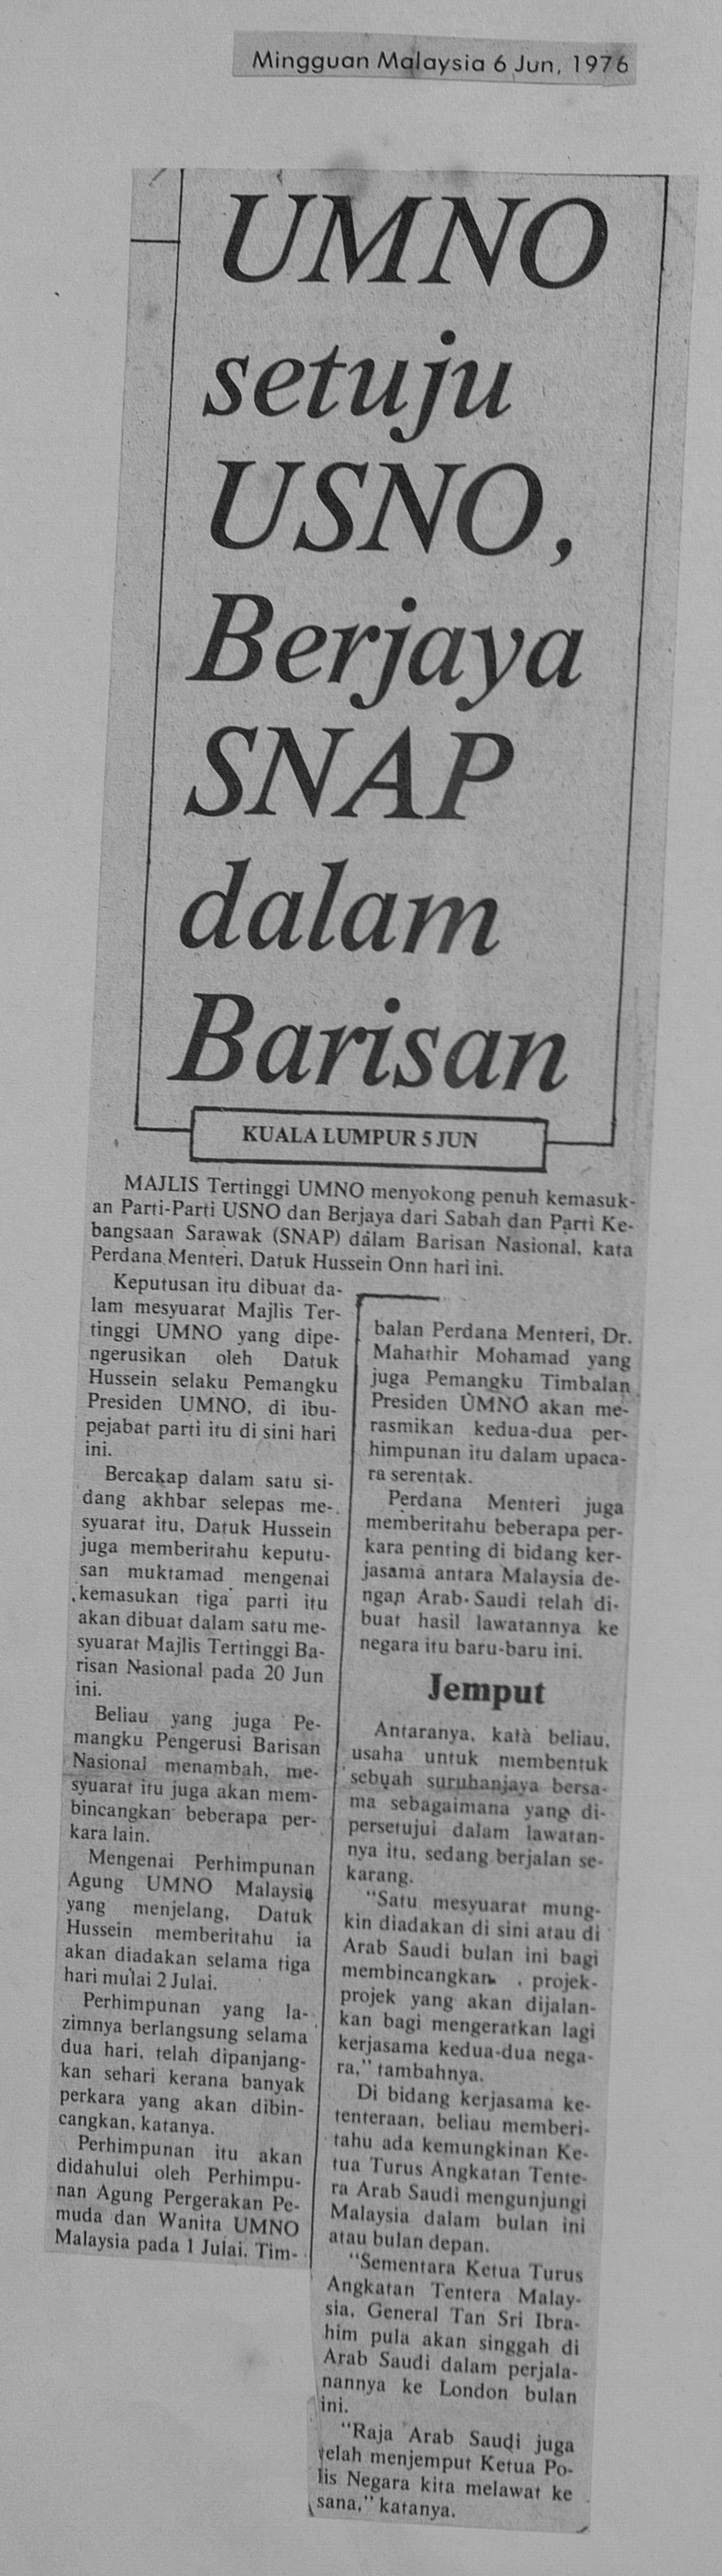 Mingguan Malaysia 6 Jun, 1976
UMNO
setuju
USNO,
Berjaya
SNAP
dalam
Barisan
KUALA LUMPUR 5 JUN
MAJLIS Tertinggi UMNO menyokong penuh kemasuk-
an Parti-Parti USNO dan Berjaya dari Sabah dan Parti Ke-
bangsaan Sarawak (SNAP) dalam Barisan Nasional, kata
Perdana Menteri, Datuk Hussein Onn hari ini.
Keputusan itu dibuat da-
lam mesyuarat Majlis Ter-
tinggi UMNO yang dipe-
ngerusikan oleh Datuk
Hussein selaku Pemangku
Presiden UMNO, di ibu-
pejabat parti itu di sini hari
ini.
Bercakap dalam satu si-
dang akhbar selepas me-
syuarat itu, Datuk Hussein
juga memberitahu keputu-
san muktamad mengenai
kemasukan tiga parti itu
akan dibuat dalam satu me-
syuarat Majlis Tertinggi Ba-
risan Nasional pada 20 Jun
ini.
Beliau yang juga Pe-
mangku Pengerusi Barisan
Nasional menambah, me-
syuarat itu juga akan mem-
bincangkan beberapa per-
kara lain.
Mengenai Perhimpunan
Agung UMNO Malaysia
yang menjelang, Datuk
Hussein memberitahu ia
akan diadakan selama tiga
hari mulai 2 Julai.
Perhimpunan yang la-
zimnya berlangsung selama
dua hari, telah dipanjang-
kan sehari kerana banyak
perkara yang akan dibin-
cangkan, katanya.
Perhimpunan itu akan
didahului oleh Perhimpu-
nan Agung Pergerakan Pe-
muda dan Wanita UMNO
Malaysia pada 1 Julai. Tim-
balan Perdana Menteri, Dr.
Mahathir Mohamad yang
juga Pemangku Timbalan
Presiden UMNO akan me-
rasmikan kedua-dua per-
himpunan itu dalam upaca-
ra serentak.
Perdana Menteri juga
memberitahu beberapa per-
kara penting di bidang ker-
jasama antara Malaysia de-
ngan Arab Saudi telah di-
buat hasil lawatannya ke
negara itu baru-baru ini.
Jemput
Antaranya, kata beliau,
usaha untuk membentuk
sebuah suruhanjaya bersa-
ma sebagaimana yang di-
persetujui dalam lawatan-
nya itu, sedang berjalan se-
karang.
"Satu mesyuarat mung-
kin diadakan di sini atau di
Arab Saudi bulan ini bagi
membincangkan projek-
projek yang akan dijalan-
kan bagi mengeratkan lagi
kerjasama kedua-dua nega-
ra," tambahnya.
Di bidang kerjasama ke-
tenteraan, beliau memberi-
tahu ada kemungkinan Ke-
tua Turus Angkatan Tente-
ra Arab Saudi mengunjungi
Malaysia dalam bulan ini
atau bulan depan.
"Sementara Ketua Turus
Angkatan Tentera Malay-
sia, General Tan Sri Ibra-
him pula akan singgah di
Arab Saudi dalam perjala-
nannya ke London bulan
ini.
"Raja Arab Saudi juga
telah menjemput Ketua Po-
lis Negara kita melawat ke
sana," katanya.